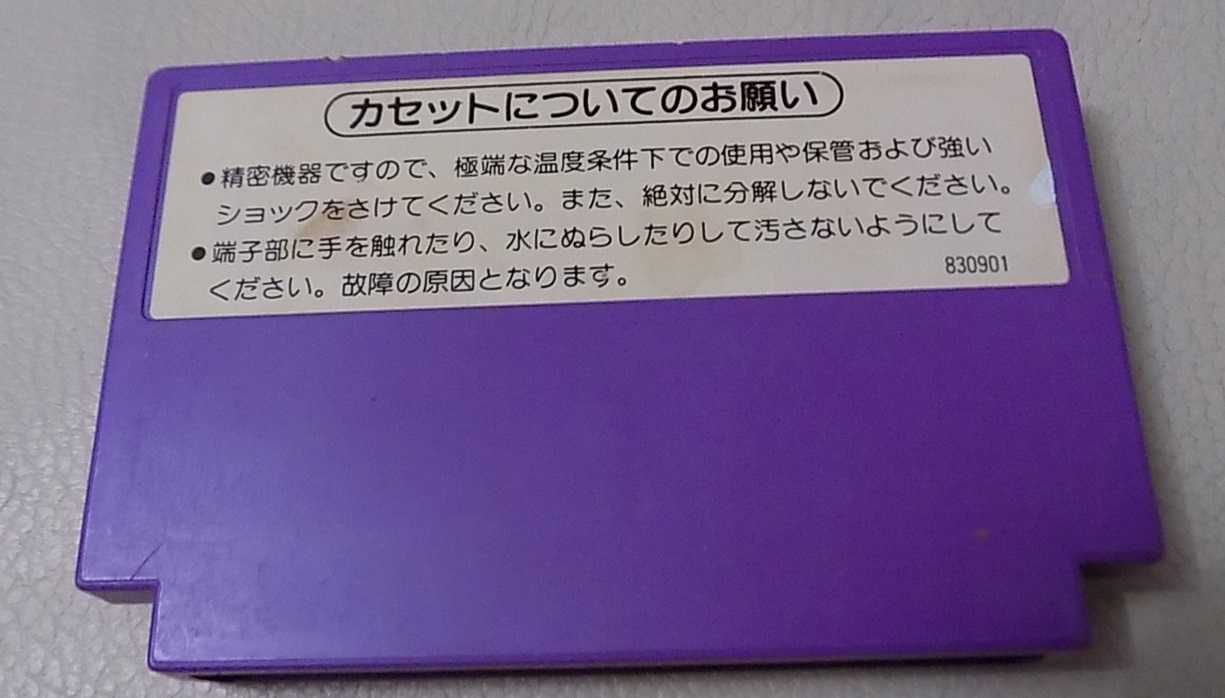 カセットについてのお願い
●精密機器ですので、極端な温度条件下での使用や保管および強い
ショックをさけてください。また、絶対に分解しないでください。
●端子部に手を触れたり、水にぬらしたりして汚さないようにして
ください。故障の原因となります。
830901